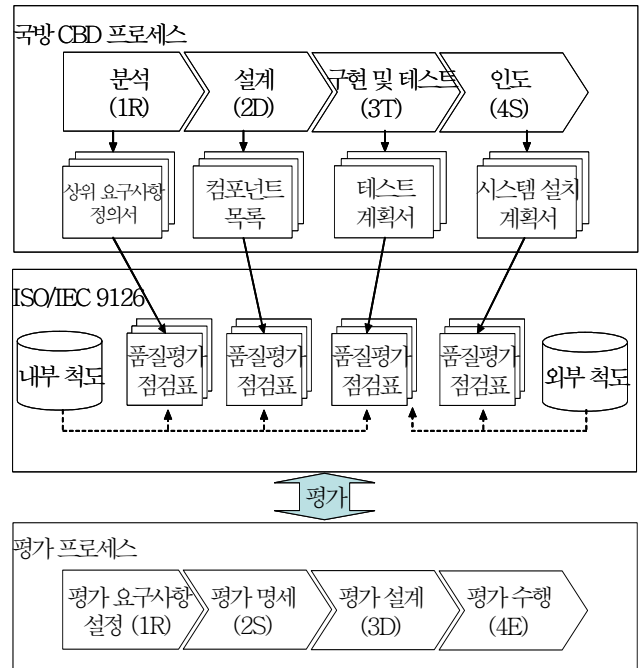 국방 CBD 프로세스
분석 설계 구현 및 테스트 인도
(1R) (2D) (3T) (4S)
상위 요구사항 컴포넌트 테스트 시스템 설치
정의서 목록 계획서 계획서
ISO/IEC 9126
품질평가 품질평가 품질평가 품질평가
내부 척도 점검표 점검표 점검표 점검표 외부 척도
평가
평가 프로세스
평가 요구사항 평가 명세 평가 설계 평가 수행
설정 (1R) (2S) (3D) (4E)